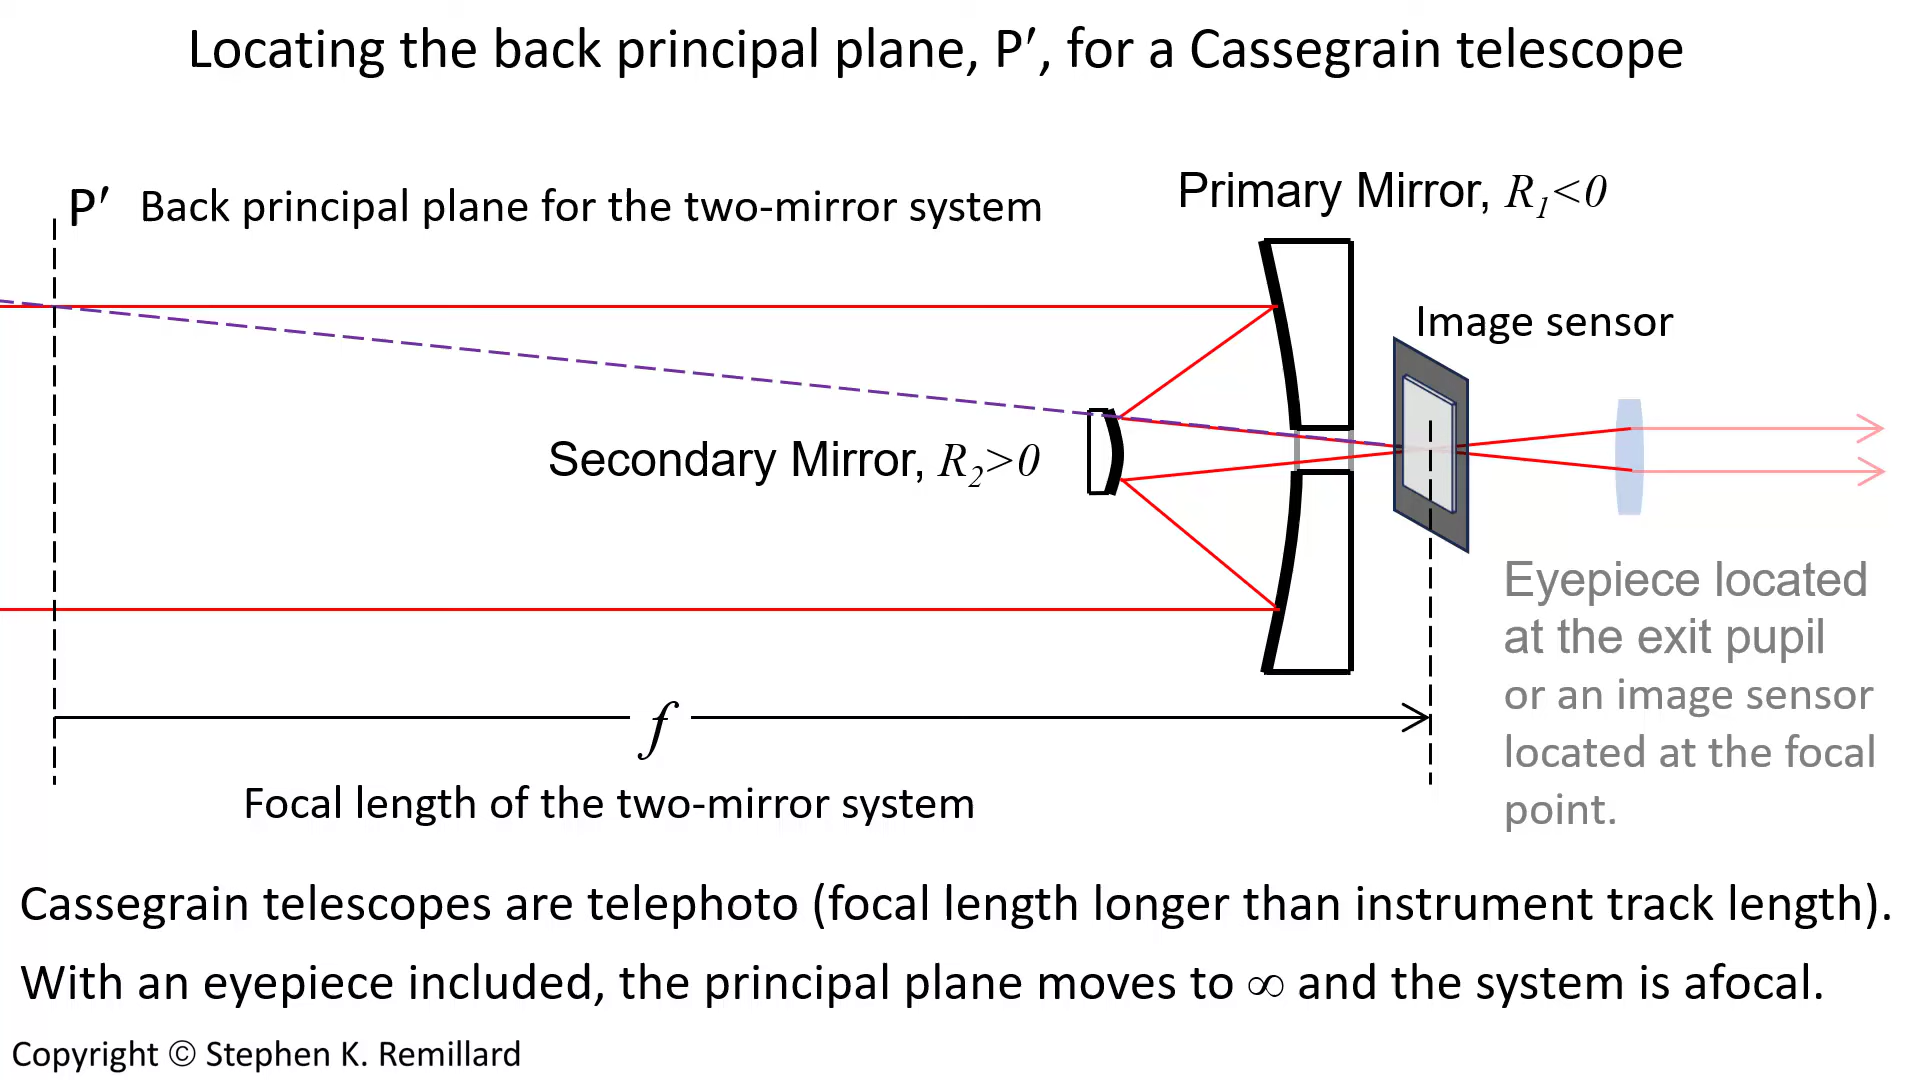 Locating the back principal plane, P′, for a Cassegrain telescope
P′ Back principal plane for the two-mirror system
Primary Mirror, R₁<0
Image sensor
Secondary Mirror, R₂>0
Eyepiece located
at the exit pupil
or an image sensor
located at the focal
point.
f
Focal length of the two-mirror system
Cassegrain telescopes are telephoto (focal length longer than instrument track length).
With an eyepiece included, the principal plane moves to ∞ and the system is afocal.
Copyright © Stephen K. Remillard